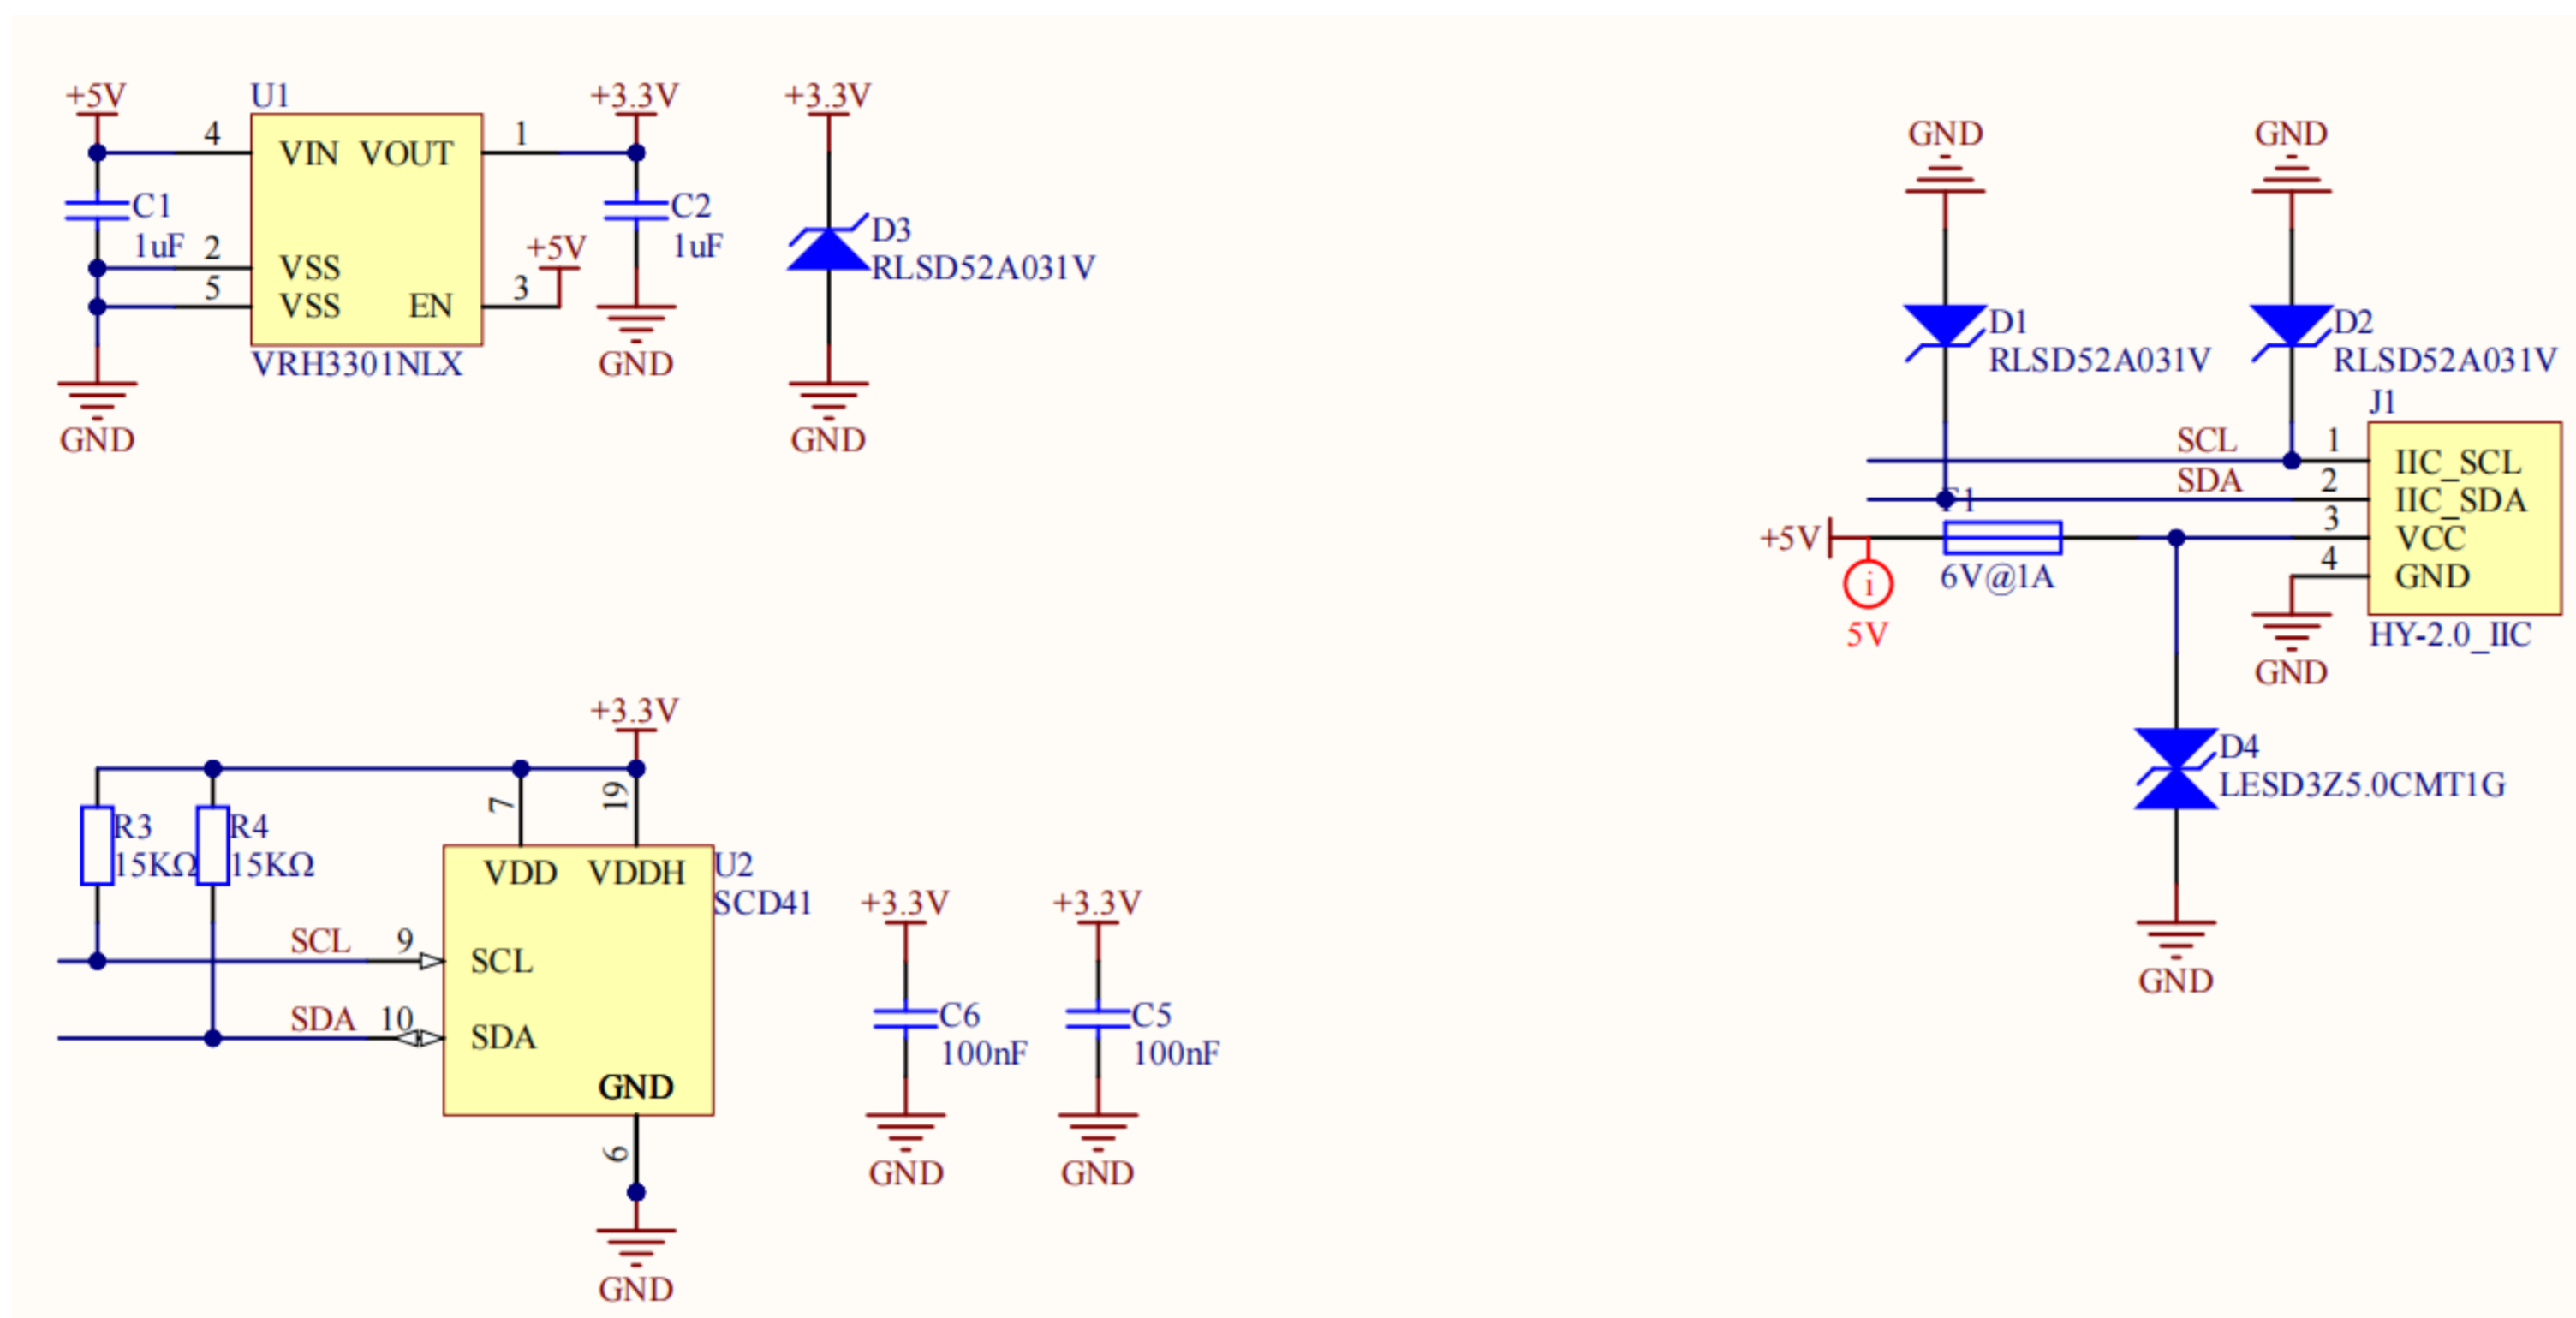 +5V
U1
4
VIN
VOUT
1
+3.3V
C1
1uF
2
VSS
5
VSS
EN
3
+5V
C2
1uF
VRH3301NLX
GND
GND
+3.3V
D3
RLSD52A031V
GND
GND
GND
D1
RLSD52A031V
D2
RLSD52A031V
J1
SCL
1
IIC_SCL
SDA
2
IIC_SDA
+5V
3
VCC
6V@1A
4
GND
i
5V
HY-2.0_IIC
GND
D4
LESD3Z5.0CMT1G
GND
+3.3V
R3
15KΩ
R4
15KΩ
7
19
VDD
VDDH
U2
SCD41
SCL
9
SCL
SDA
10
SDA
GND
6
GND
+3.3V
C6
100nF
GND
+3.3V
C5
100nF
GND